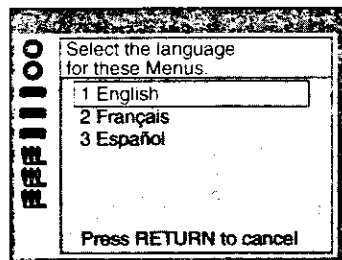 Select the language
for these Menus.
1 English
2 Français
3 Español
Press RETURN to cancel